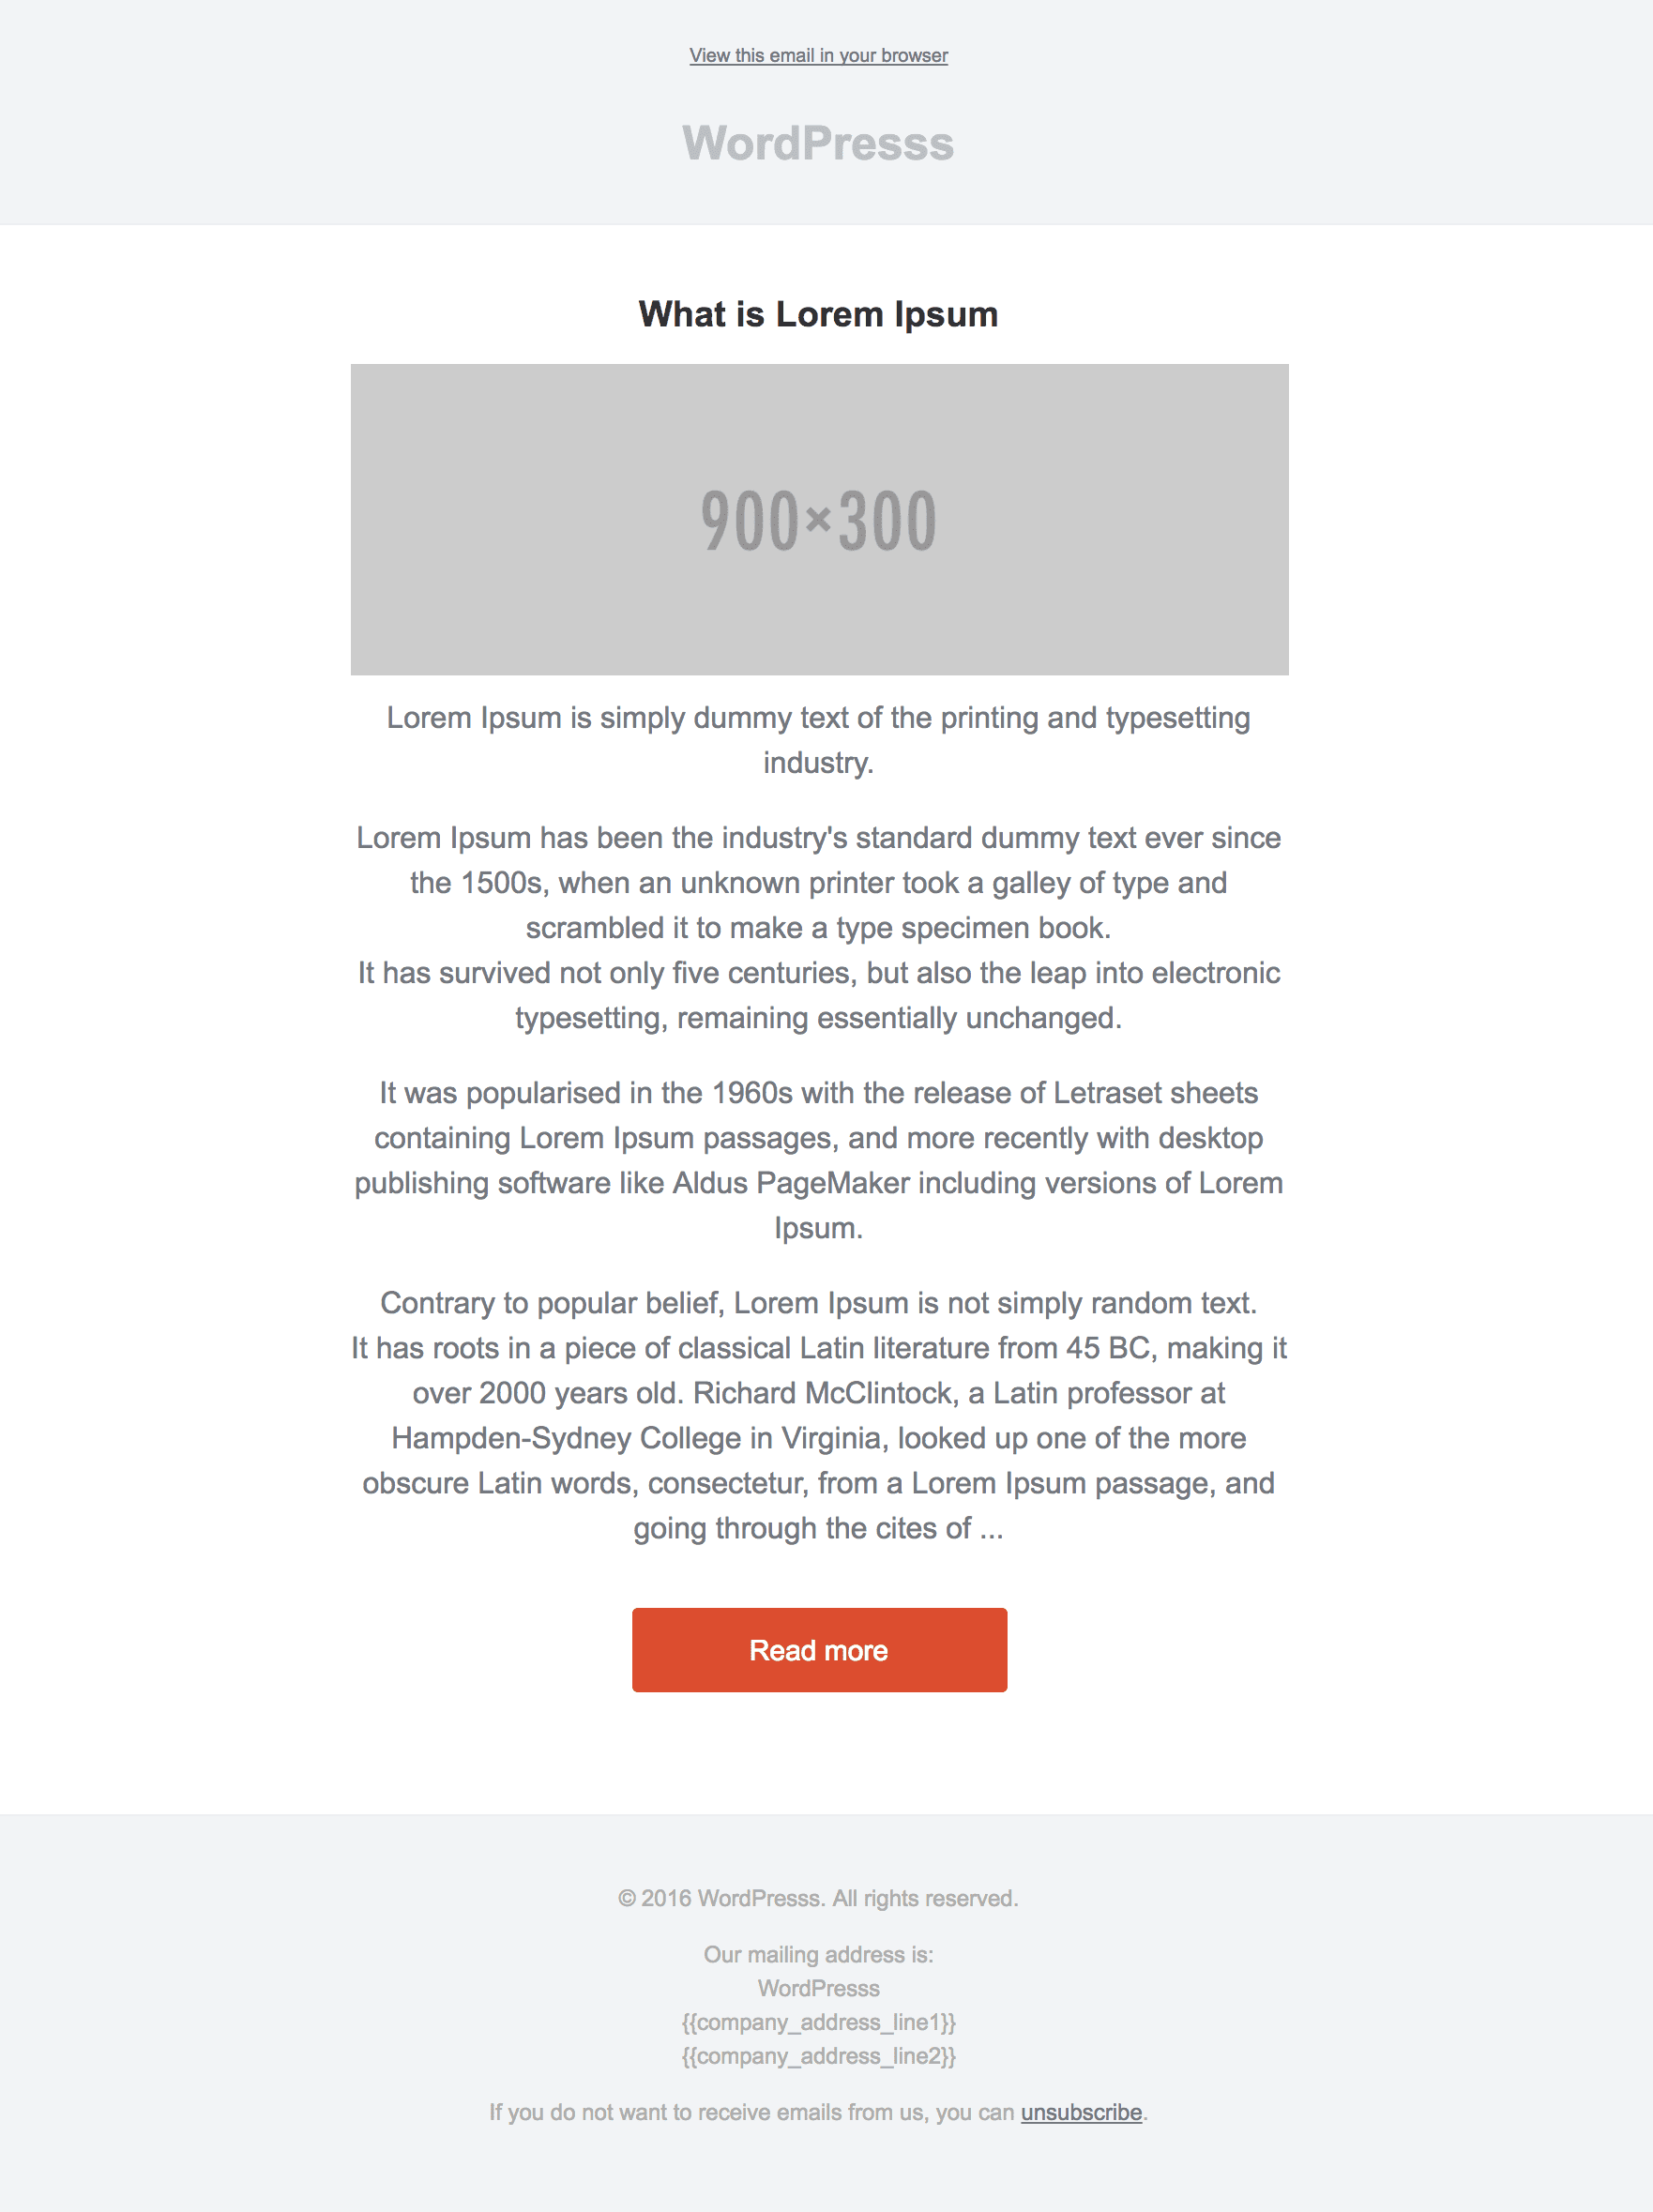 View this email in your browser
WordPresss
What is Lorem Ipsum
900×300
Lorem Ipsum is simply dummy text of the printing and typesetting
industry.
Lorem Ipsum has been the industry's standard dummy text ever since
the 1500s, when an unknown printer took a galley of type and
scrambled it to make a type specimen book.
It has survived not only five centuries, but also the leap into electronic
typesetting, remaining essentially unchanged.
It was popularised in the 1960s with the release of Letraset sheets
containing Lorem Ipsum passages, and more recently with desktop
publishing software like Aldus PageMaker including versions of Lorem
Ipsum.
Contrary to popular belief, Lorem Ipsum is not simply random text.
It has roots in a piece of classical Latin literature from 45 BC, making it
over 2000 years old. Richard McClintock, a Latin professor at
Hampden-Sydney College in Virginia, looked up one of the more
obscure Latin words, consectetur, from a Lorem Ipsum passage, and
going through the cites of ...
Read more
© 2016 WordPresss. All rights reserved.
Our mailing address is:
WordPresss
{{company_address_line1}}
{{company_address_line2}}
If you do not want to receive emails from us, you can unsubscribe.